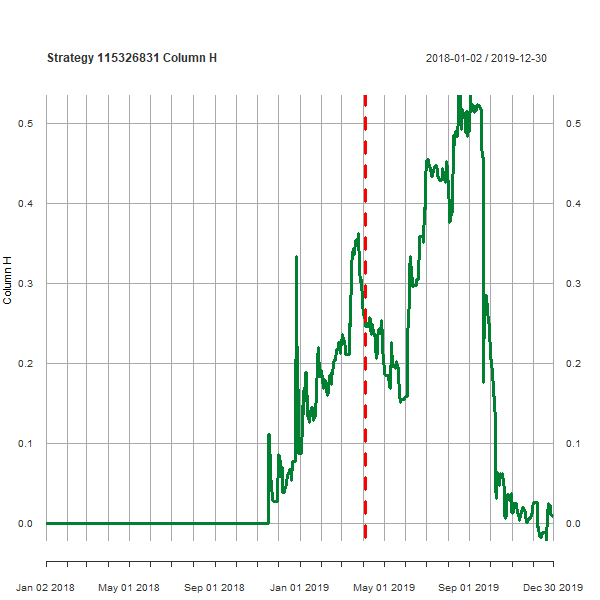 Strategy 115326831 Column H
2018-01-02 / 2019-12-30
0.5
0.5
0.4
0.4
0.3
0.3
0.2
0.2
0.1
0.1
0.0
0.0
Column H
Jan 02 2018
May 01 2018
Sep 01 2018
Jan 01 2019
May 01 2019
Sep 01 2019
Dec 30 2019